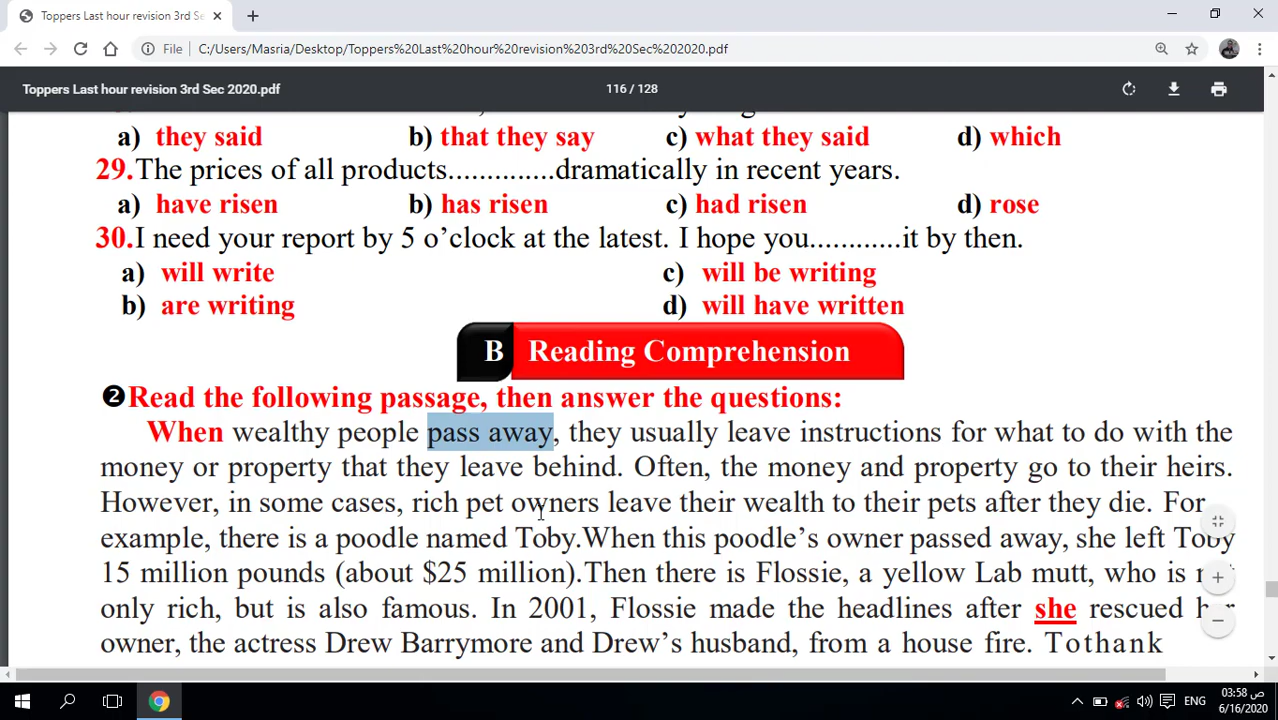 Toppers Last hour revision 3rd Se
File C:/Users/Masria/Desktop/Toppers%20Last%20hour%20revision%203rd%20Sec%202020.pdf
Toppers Last hour revision 3rd Sec 2020.pdf 116 / 128
a) they said b) that they say c) what they said d) which
29.The prices of all products..............dramatically in recent years.
a) have risen b) has risen c) had risen d) rose
30.I need your report by 5 o’clock at the latest. I hope you............it by then.
a) will write c) will be writing
b) are writing d) will have written
B Reading Comprehension
❷Read the following passage, then answer the questions:
When wealthy people pass away, they usually leave instructions for what to do with the
money or property that they leave behind. Often, the money and property go to their heirs.
However, in some cases, rich pet owners leave their wealth to their pets after they die. For
example, there is a poodle named Toby.When this poodle’s owner passed away, she left Toby
15 million pounds (about $25 million).Then there is Flossie, a yellow Lab mutt, who is
only rich, but is also famous. In 2001, Flossie made the headlines after she rescued
owner, the actress Drew Barrymore and Drew’s husband, from a house fire. Tothank
ENG
03:58 ص
6/16/2020